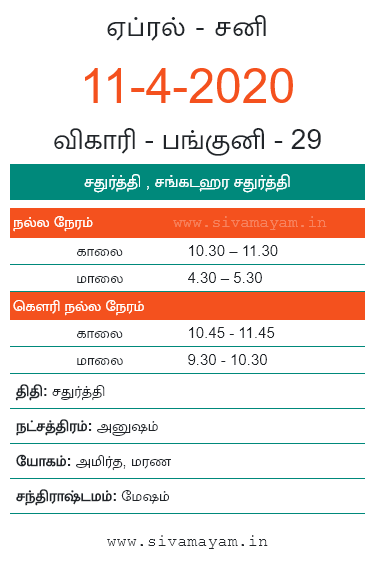 ஏப்ரல் - சனி
11-4-2020
விகாரி - பங்குனி - 29
சதுர்த்தி , சங்கடஹர சதுர்த்தி
நல்ல நேரம் www.sivamayam.in
காலை 10.30 – 11.30
மாலை 4.30 – 5.30
கௌரி நல்ல நேரம்
காலை 10.45 - 11.45
மாலை 9.30 - 10.30
திதி: சதுர்த்தி
நட்சத்திரம்: அனுஷம்
யோகம்: அமிர்த, மரண
சந்திராஷ்டமம்: மேஷம்
www.sivamayam.in